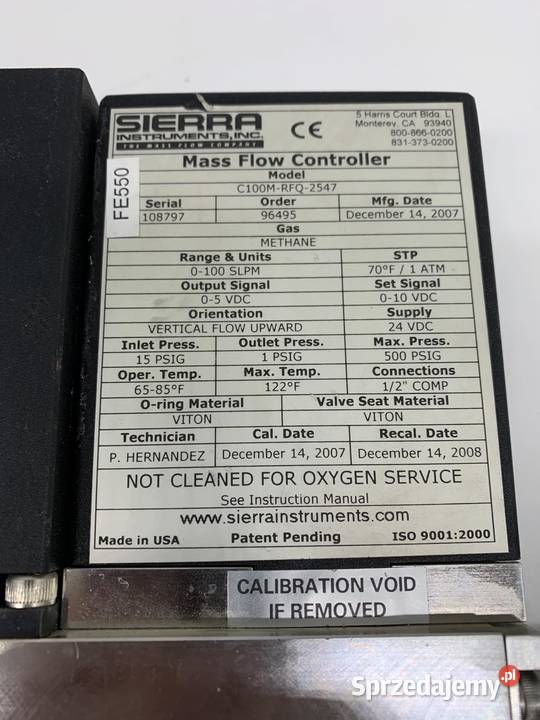 SIERRA
INSTRUMENTS, INC.
THE MASS FLOW COMPANY
CE
5 Harris Court Bldg. L
Monterey, CA 93940
800-866-0200
831-373-0200
Mass Flow Controller
Model
C100M-RFQ-2547
FE550
Serial Order Mfg. Date
108797 96495 December 14, 2007
Gas
METHANE
Range & Units STP
0-100 SLPM 70°F / 1 ATM
Output Signal Set Signal
0-5 VDC 0-10 VDC
Orientation Supply
VERTICAL FLOW UPWARD 24 VDC
Inlet Press. Outlet Press. Max. Press.
15 PSIG 1 PSIG 500 PSIG
Oper. Temp. Max. Temp. Connections
65-85°F 122°F 1/2" COMP
O-ring Material Valve Seat Material
VITON VITON
Technician Cal. Date Recal. Date
P. HERNANDEZ December 14, 2007 December 14, 2008
NOT CLEANED FOR OXYGEN SERVICE
See Instruction Manual
www.sierrainstruments.com
Made in USA Patent Pending ISO 9001:2000
CALIBRATION VOID
IF REMOVED
Sprzedajemy.pl